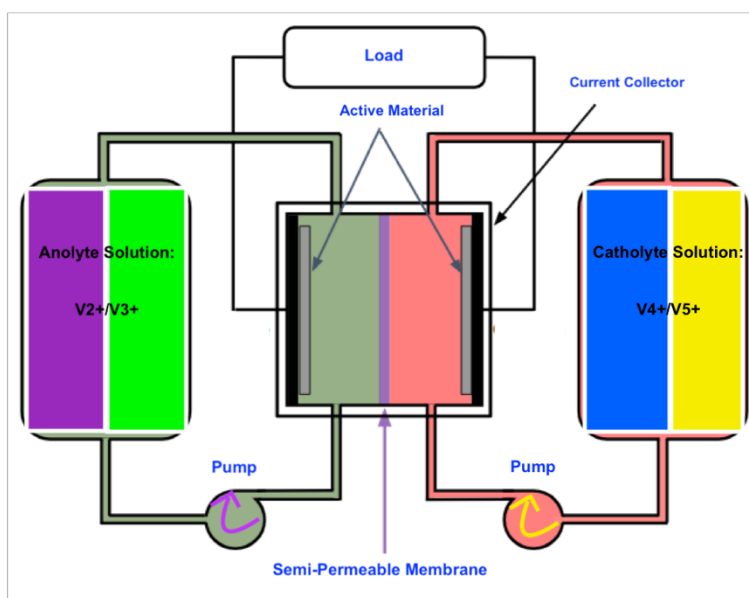 Load
Current Collector
Active Material
Anolyte Solution:
V2+/V3+
Catholyte Solution:
V4+/V5+
Pump
Pump
Semi-Permeable Membrane